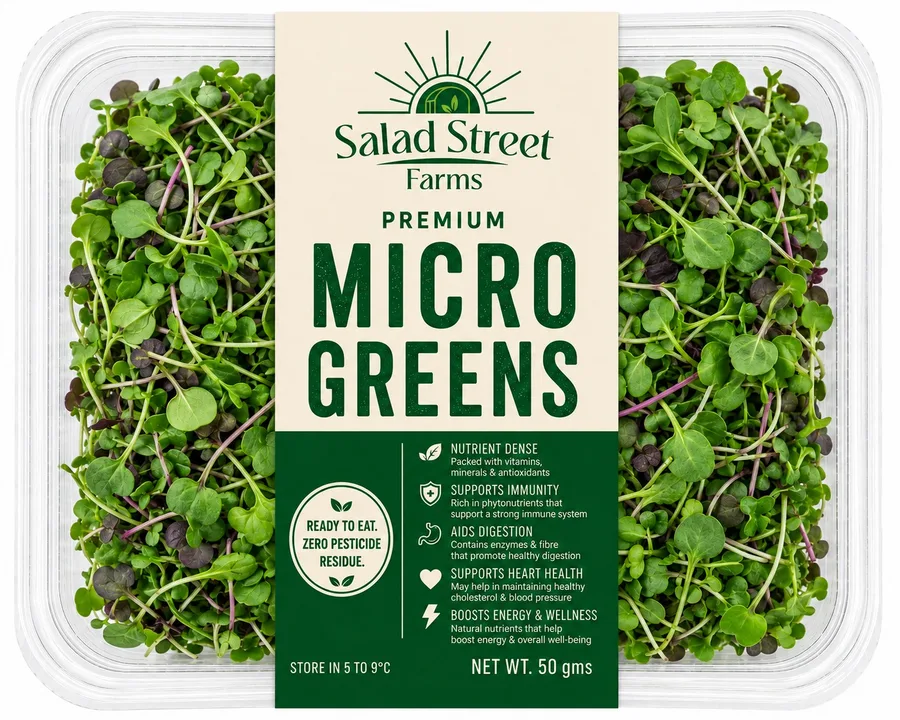 Salad Street
Farms
PREMIUM
MICRO
GREENS
READY TO EAT.
ZERO PESTICIDE
RESIDUE.
NUTRIENT DENSE
Packed with vitamins,
minerals & antioxidants
SUPPORTS IMMUNITY
Rich in phytonutrients that
support a strong immune system
AIDS DIGESTION
Contains enzymes & fibre
that promote healthy digestion
SUPPORTS HEART HEALTH
May help in maintaining healthy
cholesterol & blood pressure
BOOSTS ENERGY & WELLNESS
Natural nutrients that help
boost energy & overall well-being
STORE IN 5 TO 9°C
NET WT. 50 gms